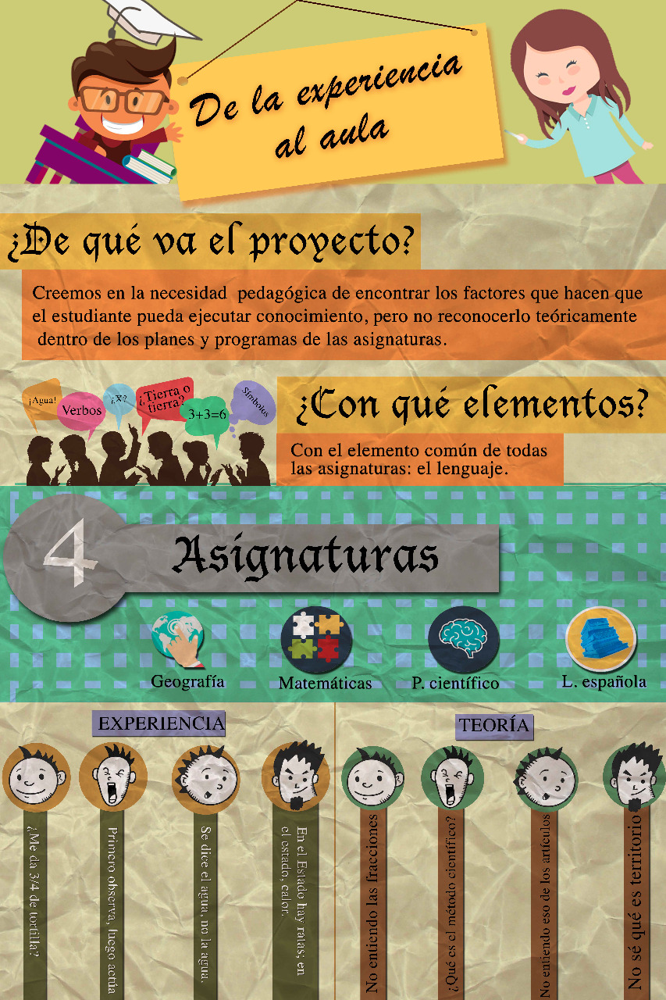 De la experiencia
al aula
¿De qué va el proyecto?
Creemos en la necesidad pedagógica de encontrar los factores que hacen que
el estudiante pueda ejecutar conocimiento, pero no reconocerlo teóricamente
dentro de los planes y programas de las asignaturas.
¡Agua!
Verbos
¿X?
¿Tierra o
tierra?
3+3=6
Símbolos
¿Con qué elementos?
Con el elemento común de todas
las asignaturas: el lenguaje.
4
Asignaturas
Geografía
Matemáticas
P. científico
L. española
EXPERIENCIA
¿Me da 3/4 de tortilla?
Primero observa, luego actúa
Se dice el agua, no la agua.
En el Estado hay ratas; en
el estado, calor.
TEORÍA
No entiendo las fracciones
¿Qué es el método científico?
No entiendo eso de los artículos
No sé qué es territorio